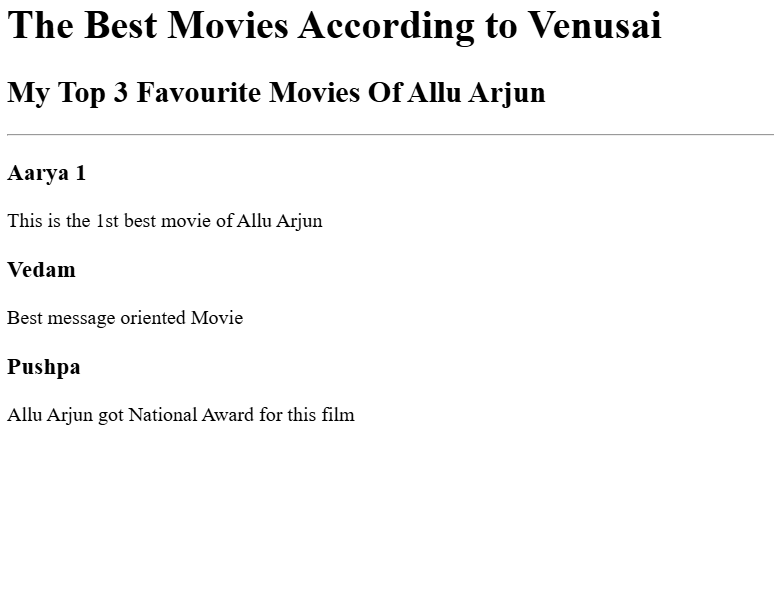 The Best Movies According to Venusai
My Top 3 Favourite Movies Of Allu Arjun
Aarya 1
This is the 1st best movie of Allu Arjun
Vedam
Best message oriented Movie
Pushpa
Allu Arjun got National Award for this film